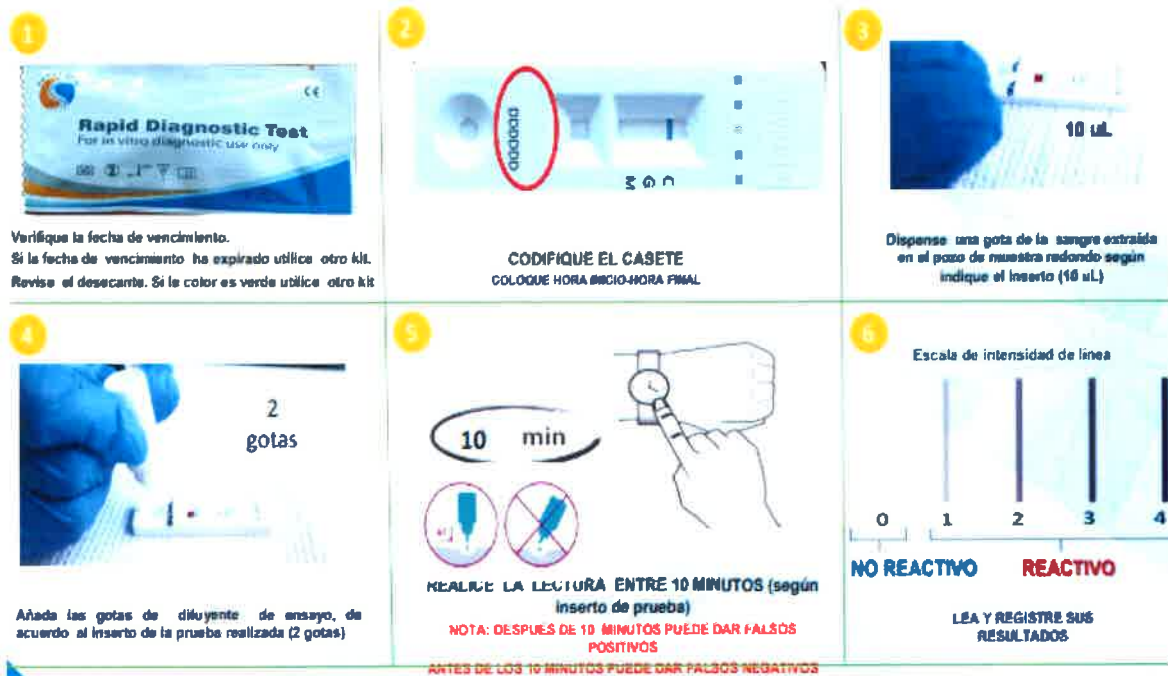 1
Rapid Diagnostic Test
For in vitro diagnostic use only
CE
Verifique la fecha de vencimiento.
Si la fecha de vencimiento ha expirado utilice otro kit.
Revise el desecante. Si le color es verde utilice otro kit
2
C
G
M
CODIFIQUE EL CASETE
COLOQUE HORA INICIO-HORA FINAL
3
10 uL
Dispense una gota de la sangre extraída
en el pozo de muestra redondo según
indique el inserto (10 uL)
4
2
gotas
Añada las gotas de diluyente de ensayo, de
acuerdo al inserto de la prueba realizada (2 gotas)
5
10 min
REALICE LA LECTURA ENTRE 10 MINUTOS (según
inserto de prueba)
NOTA: DESPUES DE 10 MINUTOS PUEDE DAR FALSOS
POSITIVOS
ANTES DE LOS 10 MINUTOS PUEDE DAR FALSOS NEGATIVOS
6
Escala de intensidad de linea
0 1 2 3 4
NO REACTIVO REACTIVO
LEA Y REGISTRE SUS
RESULTADOS